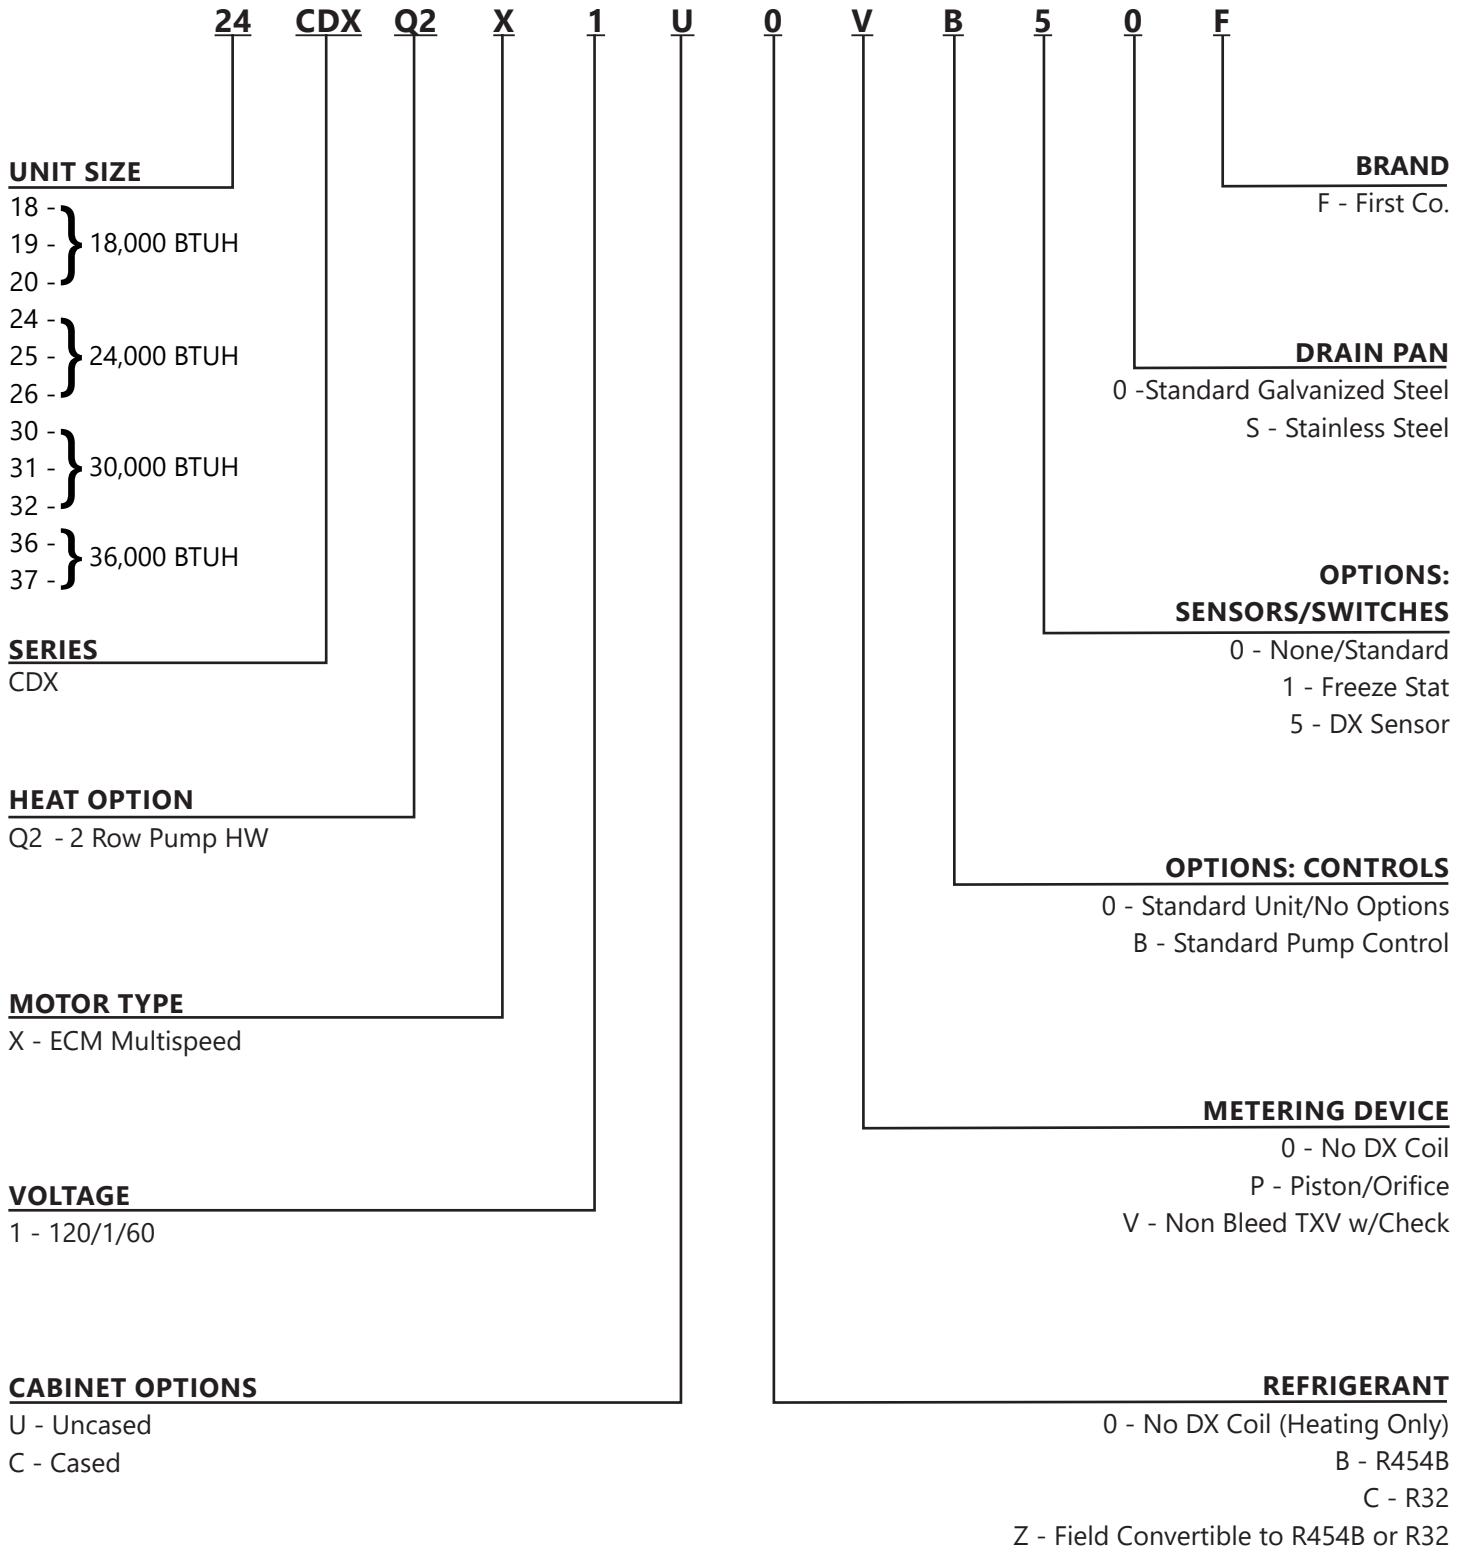 24 CDX Q2 X 1 U 0 V B 5 0 F
UNIT SIZE
18 -
19 - 18,000 BTUH
20 -
24 -
25 - 24,000 BTUH
26 -
30 -
31 - 30,000 BTUH
32 -
36 -
36,000 BTUH
37 -
SERIES
CDX
HEAT OPTION
Q2 - 2 Row Pump HW
MOTOR TYPE
X - ECM Multispeed
VOLTAGE
1 - 120/1/60
CABINET OPTIONS
U - Uncased
C - Cased
BRAND
F - First Co.
DRAIN PAN
0 -Standard Galvanized Steel
S - Stainless Steel
OPTIONS:
SENSORS/SWITCHES
0 - None/Standard
1 - Freeze Stat
5 - DX Sensor
OPTIONS: CONTROLS
0 - Standard Unit/No Options
B - Standard Pump Control
METERING DEVICE
0 - No DX Coil
P - Piston/Orifice
V - Non Bleed TXV w/Check
REFRIGERANT
0 - No DX Coil (Heating Only)
B - R454B
C - R32
Z - Field Convertible to R454B or R32